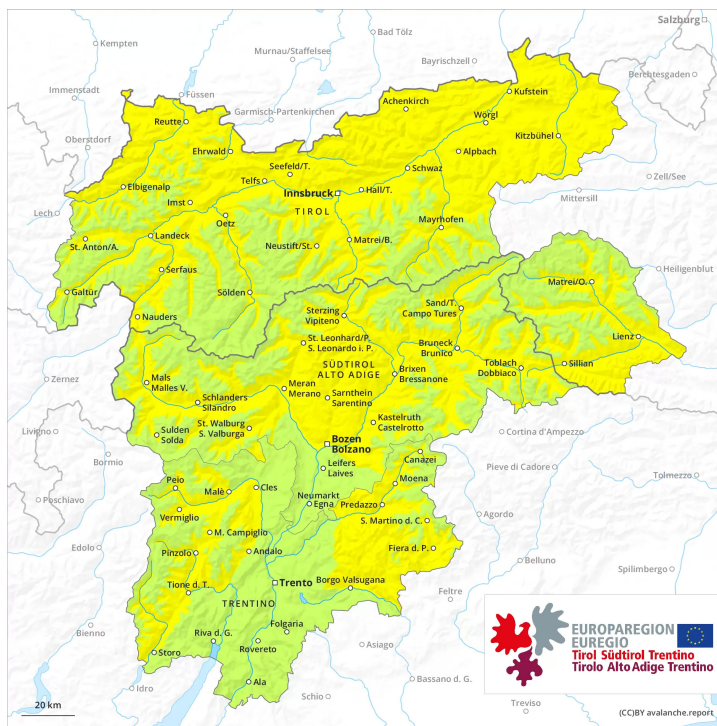 Salzburg
Kempten
Bad Tölz
Murnau/Staffelsee
Bayrischzell
Berchtesgaden
Immenstadt
Füssen
Garmisch-Partenkirchen
Achenkirch
Kufstein
Reutte
Wörgl
Oberstdorf
Ehrwald
Kitzbühel
Seefeld/T.
Alpbach
Telfs
Schwaz
Zell/See
Elbigenalp
Innsbruck
Hall/T.
Mittersill
Lech
Imst
TIROL
Oetz
Mayrhofen
St. Anton/A.
Landeck
Neustift/St.
Matrei/B.
Heiligenblut
Serfaus
Matrei/O.
Galtür
Sölden
Nauders
Sterzing
Vipiteno
Sand/T.
Campo Tures
Lienz
St. Leonhard/P.
S. Leonardo i. P.
Bruneck
Brunico
Toblach
Dobbiaco
Sillian
SÜDTIROL
ALTO ADIGE
Brixen
Bressanone
Zernez
Mals
Malles V.
Meran
Merano
Sarnthein
Sarentino
Schlanders
Silandro
Kastelruth
Castelrotto
St. Walburg
S. Valburga
Livigno
Sulden
Solda
Bozen
Bolzano
Cortina d'Ampezzo
Bormio
Canazei
Pieve di Cadore
Leifers
Laives
Tolmezzo
Peio
Malè
Cles
Moena
Poschiavo
Neumarkt
Egna
Predazzo
Vermiglio
Agordo
S. Martino d. C.
M. Campiglio
Edolo
Pinzolo
Andalo
Fiera d. P.
Belluno
Spilimbergo
Tione d. T.
Trento
Borgo Valsugana
Feltre
TRENTINO
Folgaria
Bienno
Riva d. G.
Rovereto
Asiago
Storo
Bassano d. G.
Idro
Ala
Schio
Treviso
EUROPAREGION
EUREGIO
Tirol Südtirol Trentino
Tirolo Alto Adige Trentino
20 km
(CC)BY avalanche.report